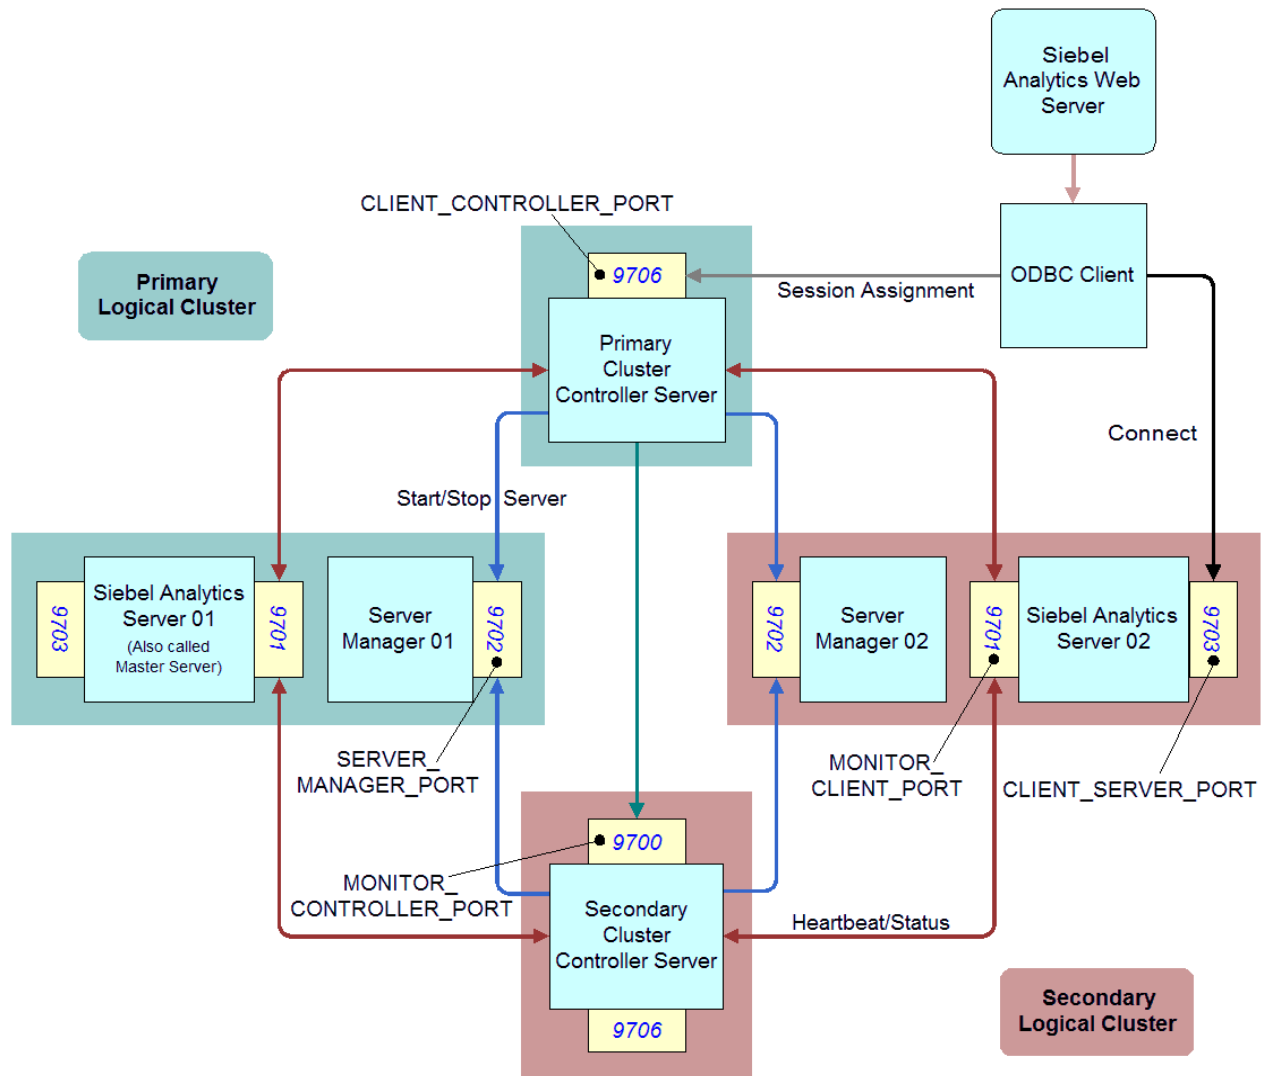 Siebel
Analytics Web
Server
CLIENT_CONTROLLER_PORT
Primary
Logical Cluster
9706
Session Assignment
ODBC Client
Primary
Cluster
Controller Server
Connect
Start/Stop Server
9703
Siebel Analytics
Server 01
(Also called
Master Server)
9701
Server
Manager 01
9702
9702
Server
Manager 02
9701
Siebel Analytics
Server 02
9703
SERVER_
MANAGER_PORT
MONITOR_
CLIENT_PORT
CLIENT_SERVER_PORT
9700
MONITOR_
CONTROLLER_PORT
Secondary
Cluster
Controller Server
Heartbeat/Status
9706
Secondary
Logical Cluster